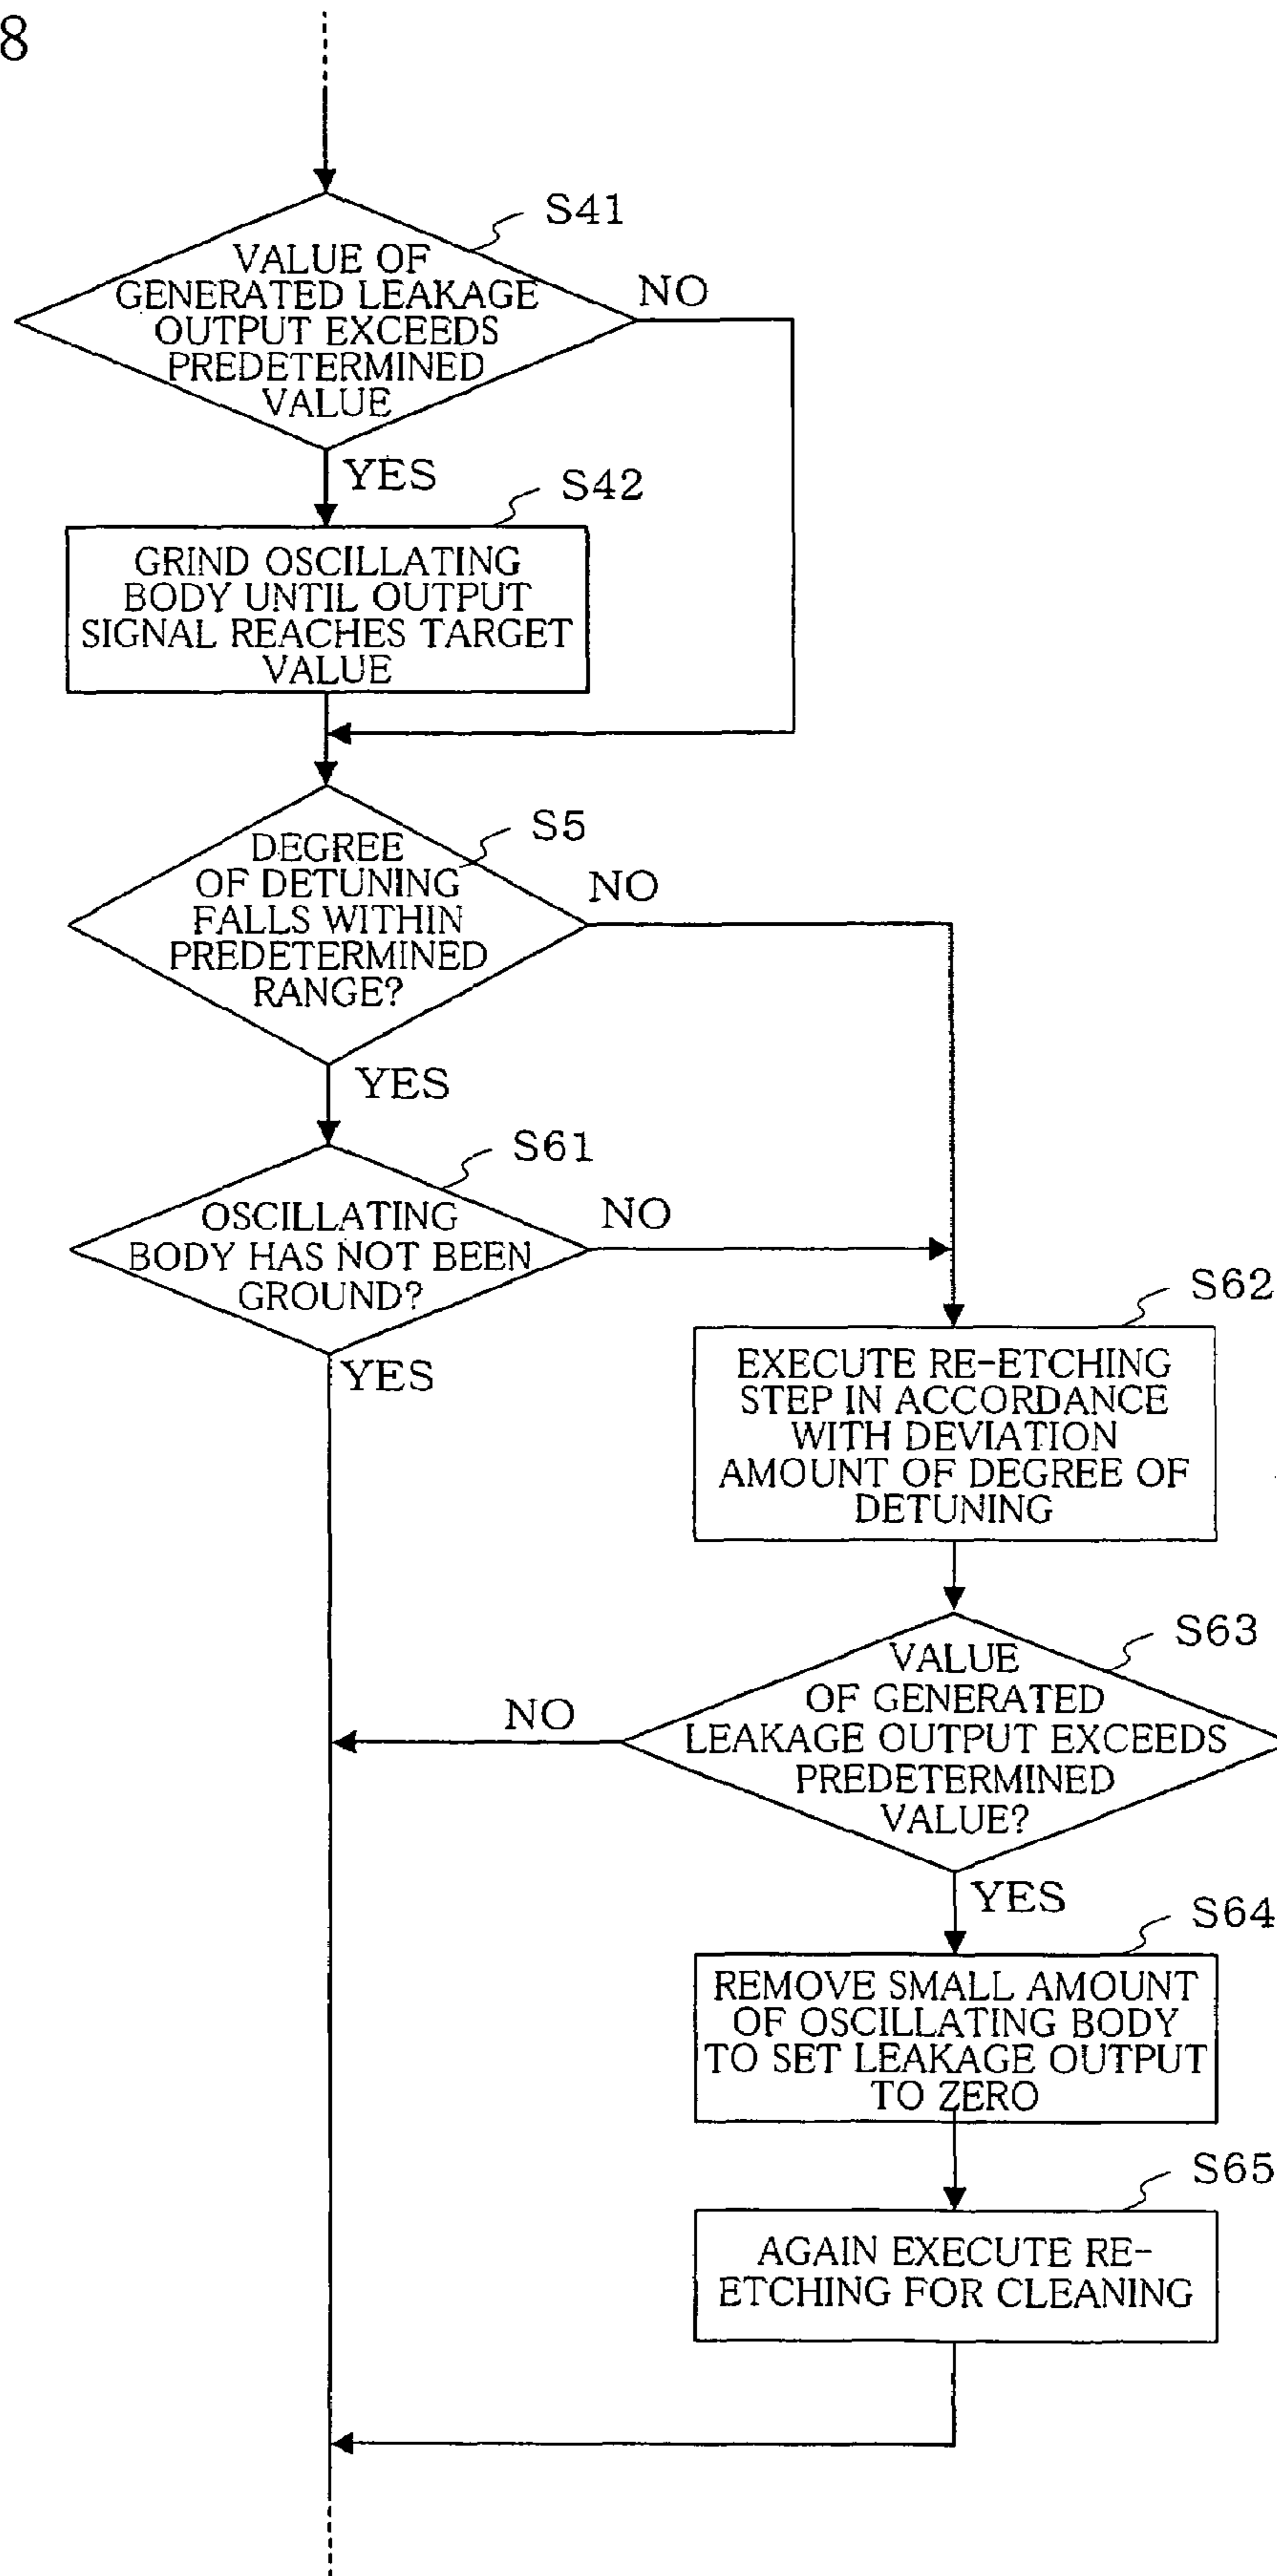 8
S41
VALUE OF
GENERATED LEAKAGE
OUTPUT EXCEEDS
PREDETERMINED
VALUE
NO
YES
S42
GRIND OSCILLATING
BODY UNTIL OUTPUT
SIGNAL REACHES TARGET
VALUE
S5
DEGREE
OF DETUNING
FALLS WITHIN
PREDETERMINED
RANGE?
NO
YES
S61
OSCILLATING
BODY HAS NOT BEEN
GROUND?
NO
YES
S62
EXECUTE RE-ETCHING
STEP IN ACCORDANCE
WITH DEVIATION
AMOUNT OF DEGREE OF
DETUNING
S63
VALUE
OF GENERATED
LEAKAGE OUTPUT EXCEEDS
PREDETERMINED
VALUE?
NO
YES
S64
REMOVE SMALL AMOUNT
OF OSCILLATING BODY
TO SET LEAKAGE OUTPUT
TO ZERO
S65
AGAIN EXECUTE RE-
ETCHING FOR CLEANING